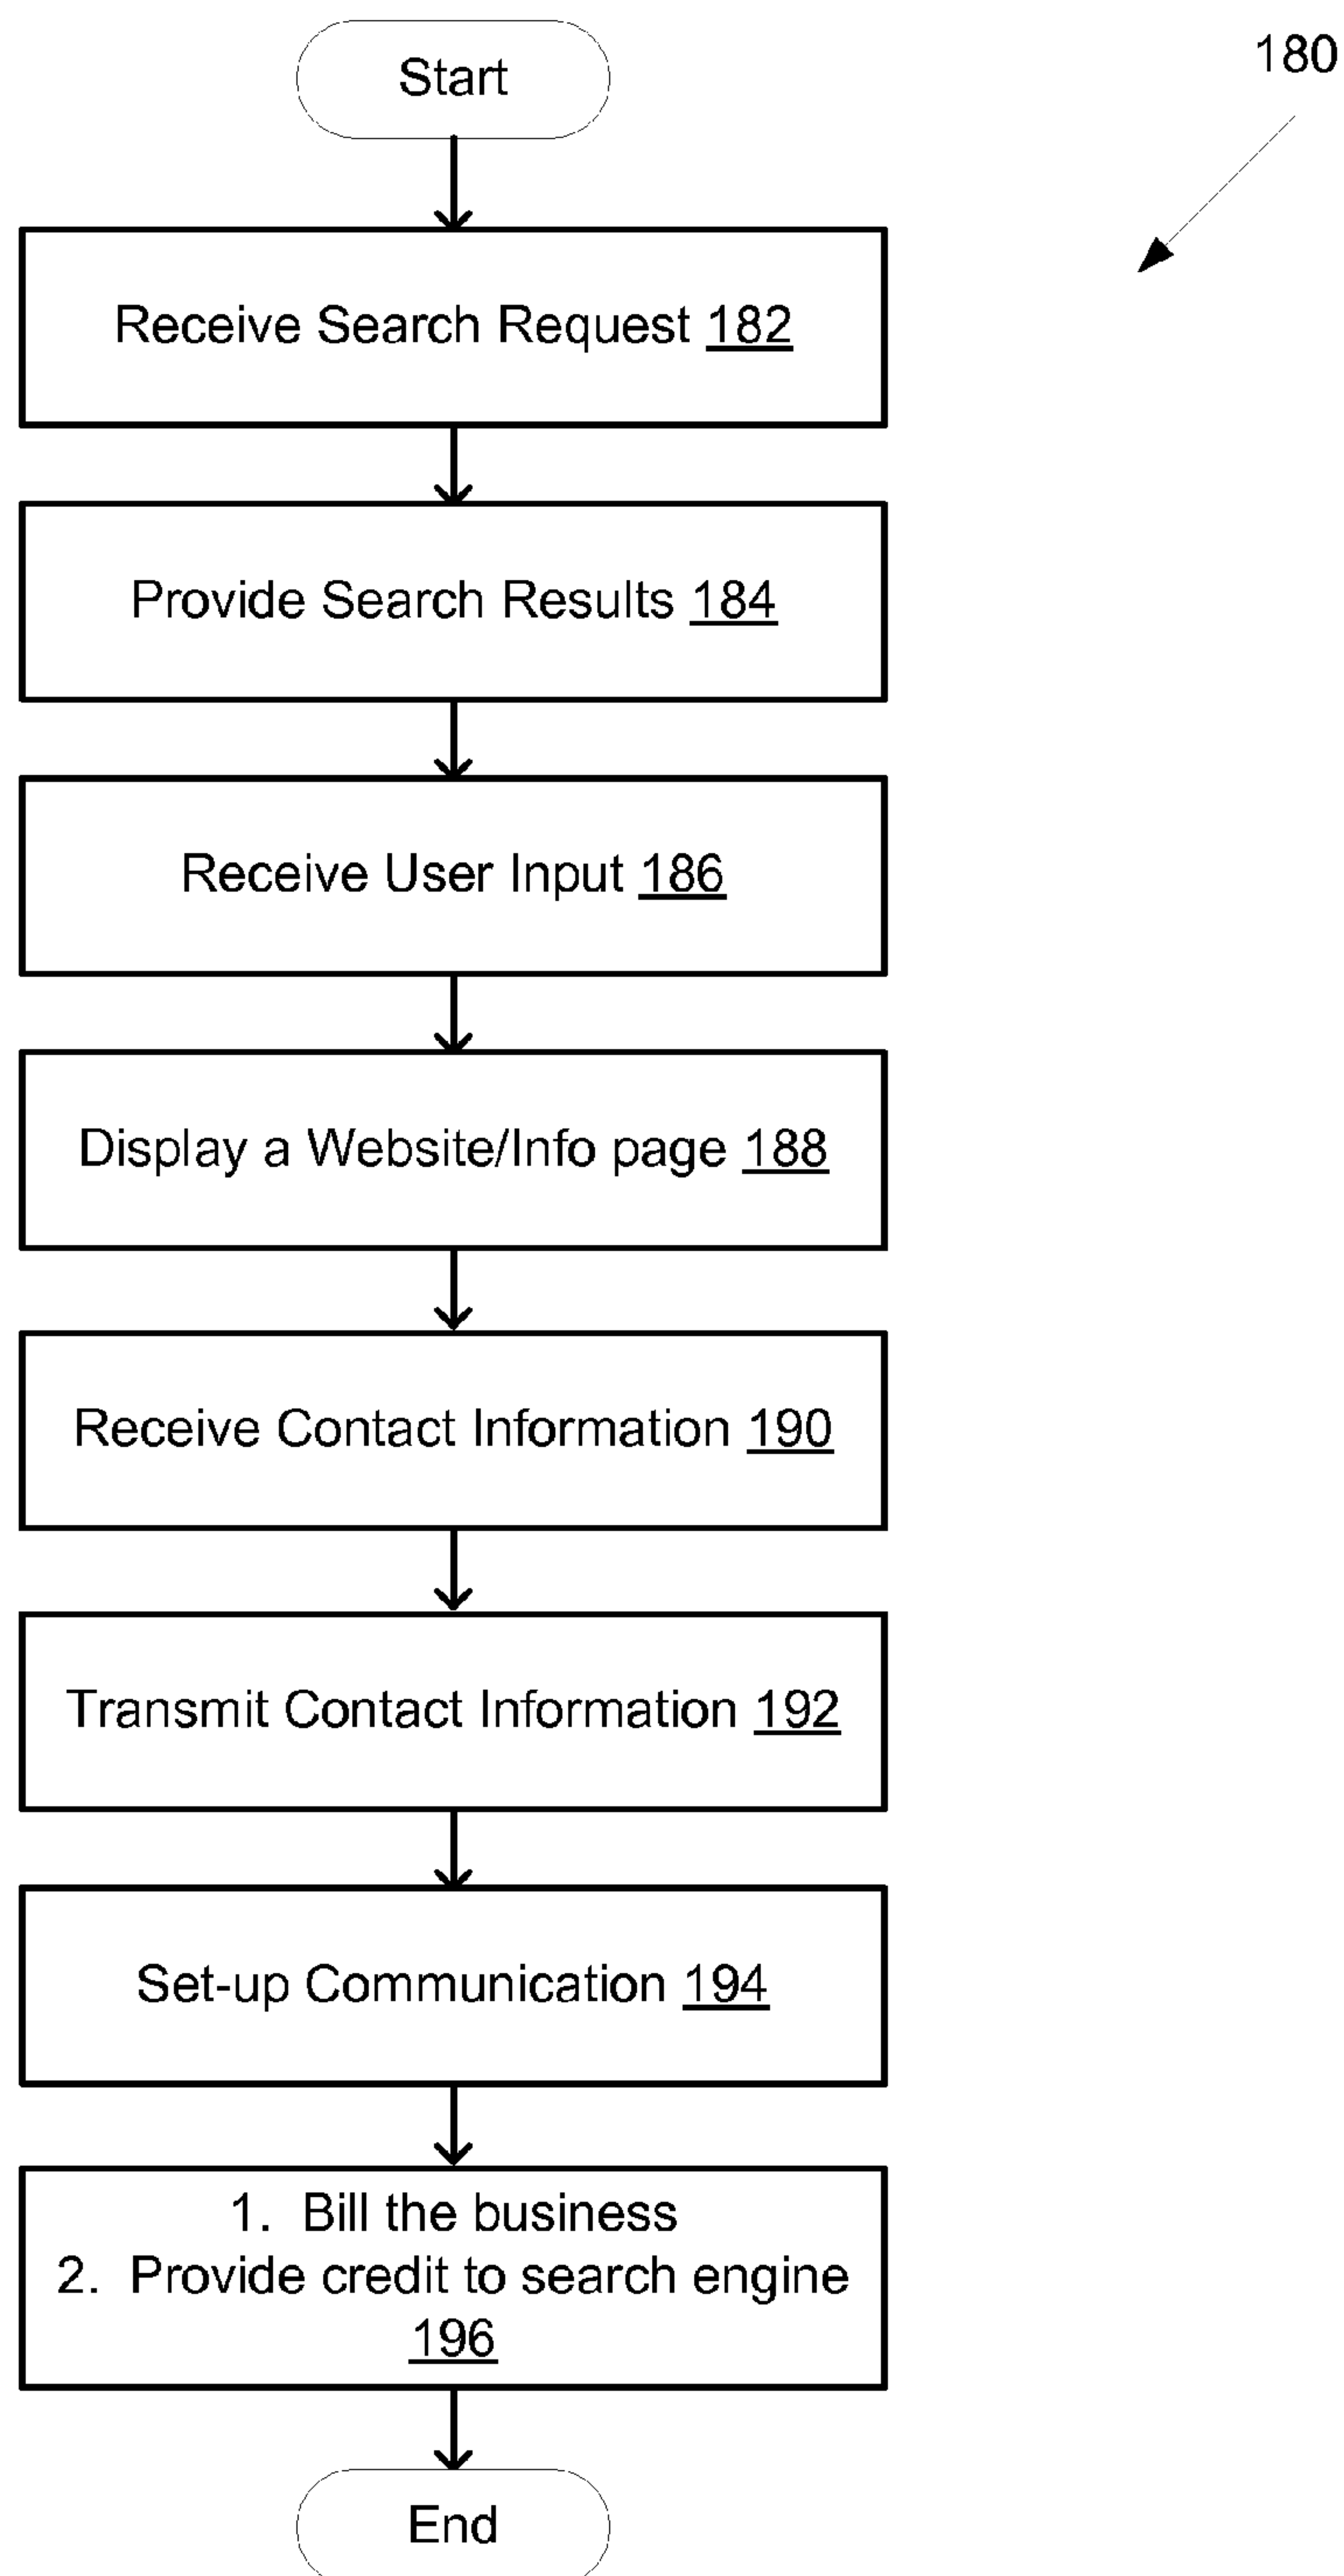 Start
180
Receive Search Request 182
Provide Search Results 184
Receive User Input 186
Display a Website/Info page 188
Receive Contact Information 190
Transmit Contact Information 192
Set-up Communication 194
1. Bill the business
2. Provide credit to search engine
196
End